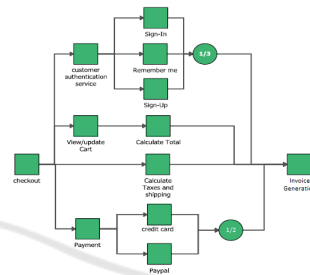 Sign-In
customer
authentication
service
Remember me
1/3
Sign-Up
View/update
Cart
Calculate Total
checkout
Calculate
Taxes and
shipping
Invoice
Generation
Payment
credit card
1/2
Paypal